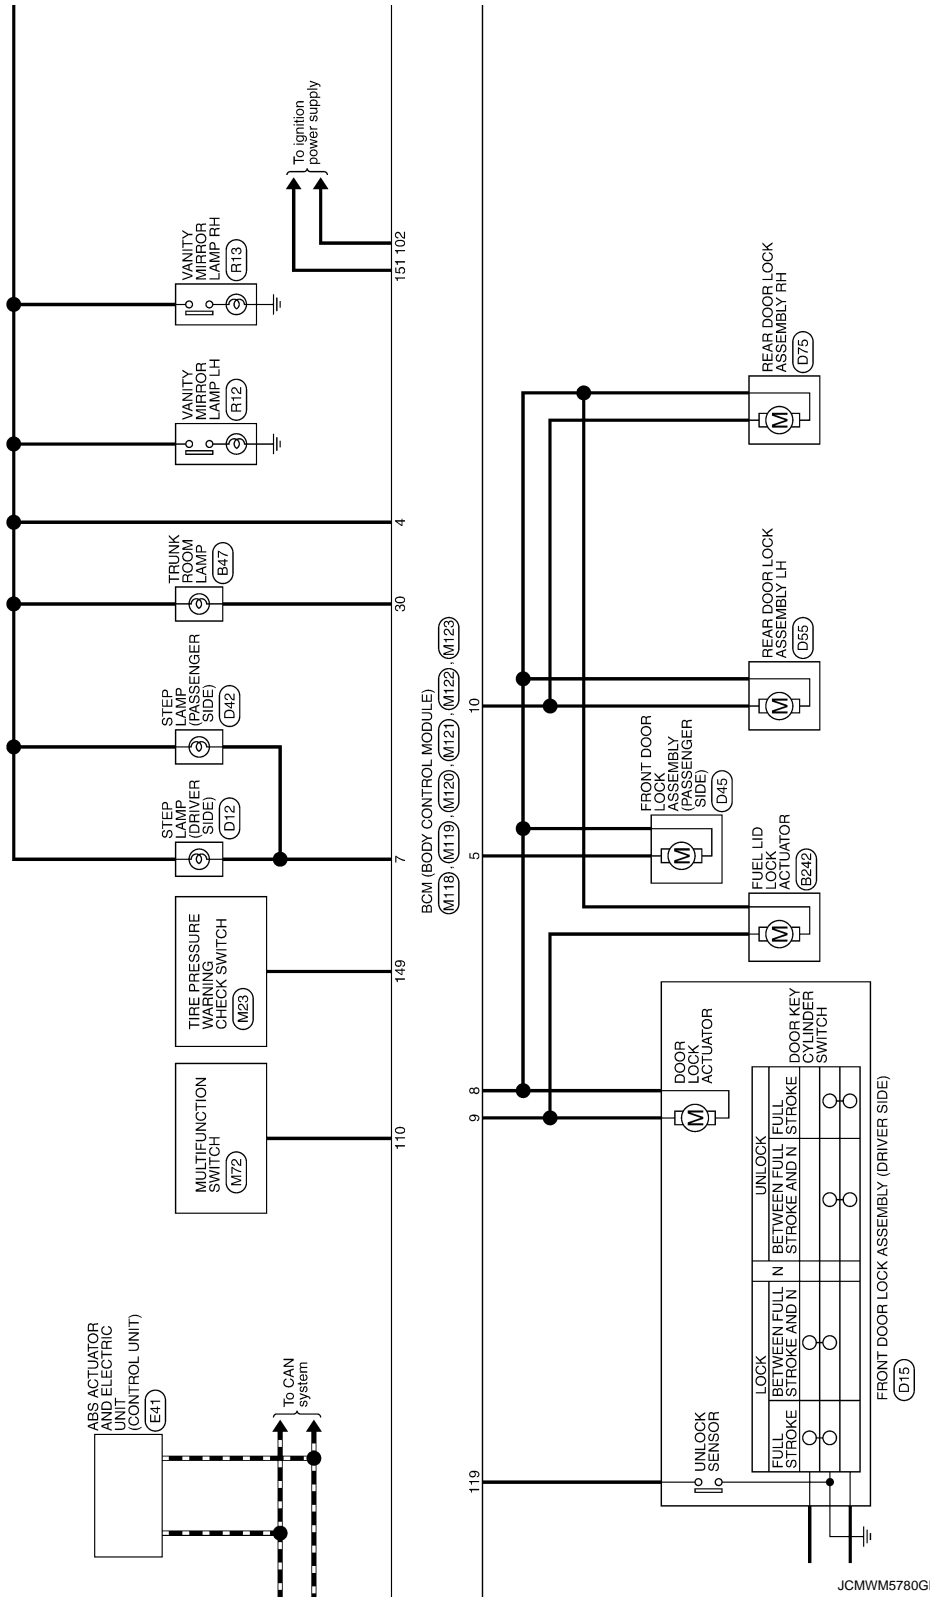 ABS ACTUATOR
AND ELECTRIC
UNIT
(CONTROL UNIT)
E41
To CAN
system
MULTIFUNCTION
SWITCH
M72
110
TIRE PRESSURE
WARNING
CHECK SWITCH
M23
149
STEP
LAMP
(DRIVER
SIDE)
D12
7
STEP
LAMP
(PASSENGER
SIDE)
D42
TRUNK
ROOM
LAMP
B47
30
4
VANITY
MIRROR
LAMP LH
R12
VANITY
MIRROR
LAMP RH
R13
151 102
To ignition
power supply
BCM (BODY CONTROL MODULE)
M118 , M119 , M120 , M121 , M122 , M123
119
9
8
5
10
UNLOCK
SENSOR
DOOR
LOCK
ACTUATOR
LOCK
N
UNLOCK
FULL
STROKE
BETWEEN FULL
STROKE AND N
BETWEEN FULL
STROKE AND N
FULL
STROKE
DOOR KEY
CYLINDER
SWITCH
FRONT DOOR LOCK ASSEMBLY (DRIVER SIDE)
D15
FUEL LID
LOCK
ACTUATOR
B242
M
M
FRONT DOOR
LOCK
ASSEMBLY
(PASSENGER
SIDE)
D45
M
REAR DOOR LOCK
ASSEMBLY LH
D55
M
REAR DOOR LOCK
ASSEMBLY RH
D75
M